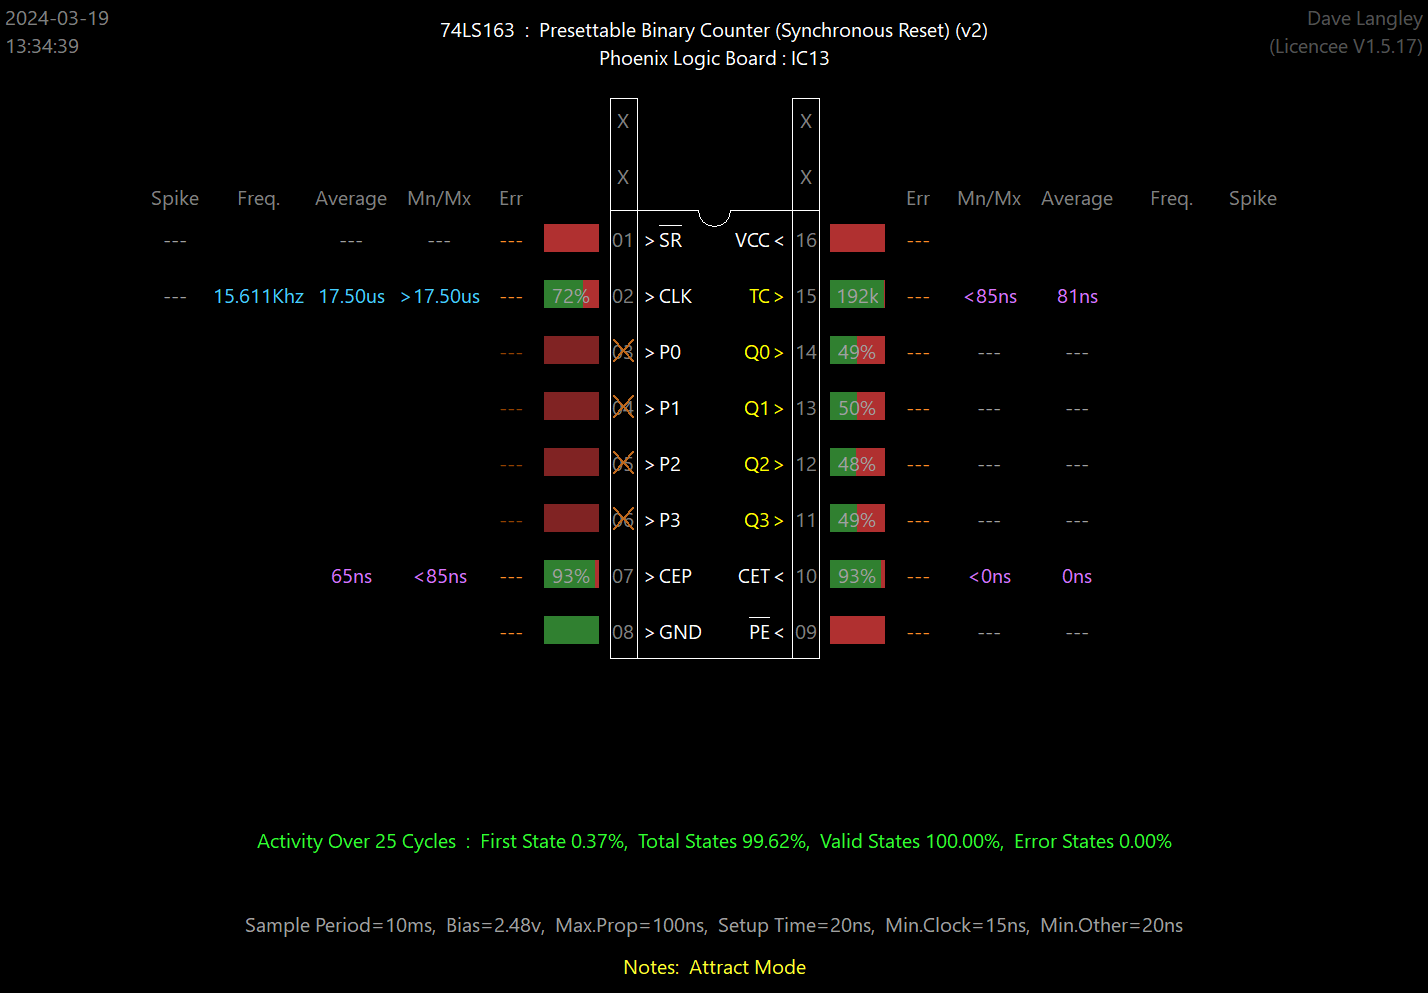 2024-03-19
13:34:39
74LS163 : Presettable Binary Counter (Synchronous Reset) (v2)
Phoenix Logic Board : IC13
Dave Langley
(Licencee V1.5.17)
X X
X X
Spike Freq. Average Mn/Mx Err Err Mn/Mx Average Freq. Spike
--- --- --- --- 01 > SR VCC < 16 ---
--- 15.611Khz 17.50us >17.50us --- 72% 02 > CLK TC > 15 192k --- <85ns 81ns
--- 03 > P0 Q0 > 14 49% --- --- ---
--- 04 > P1 Q1 > 13 50% --- --- ---
--- 05 > P2 Q2 > 12 48% --- --- ---
--- 06 > P3 Q3 > 11 49% --- --- ---
65ns <85ns --- 93% 07 > CEP CET < 10 93% --- <0ns 0ns
--- 08 > GND PE < 09 --- --- ---
Activity Over 25 Cycles : First State 0.37%, Total States 99.62%, Valid States 100.00%, Error States 0.00%
Sample Period=10ms, Bias=2.48v, Max.Prop=100ns, Setup Time=20ns, Min.Clock=15ns, Min.Other=20ns
Notes: Attract Mode